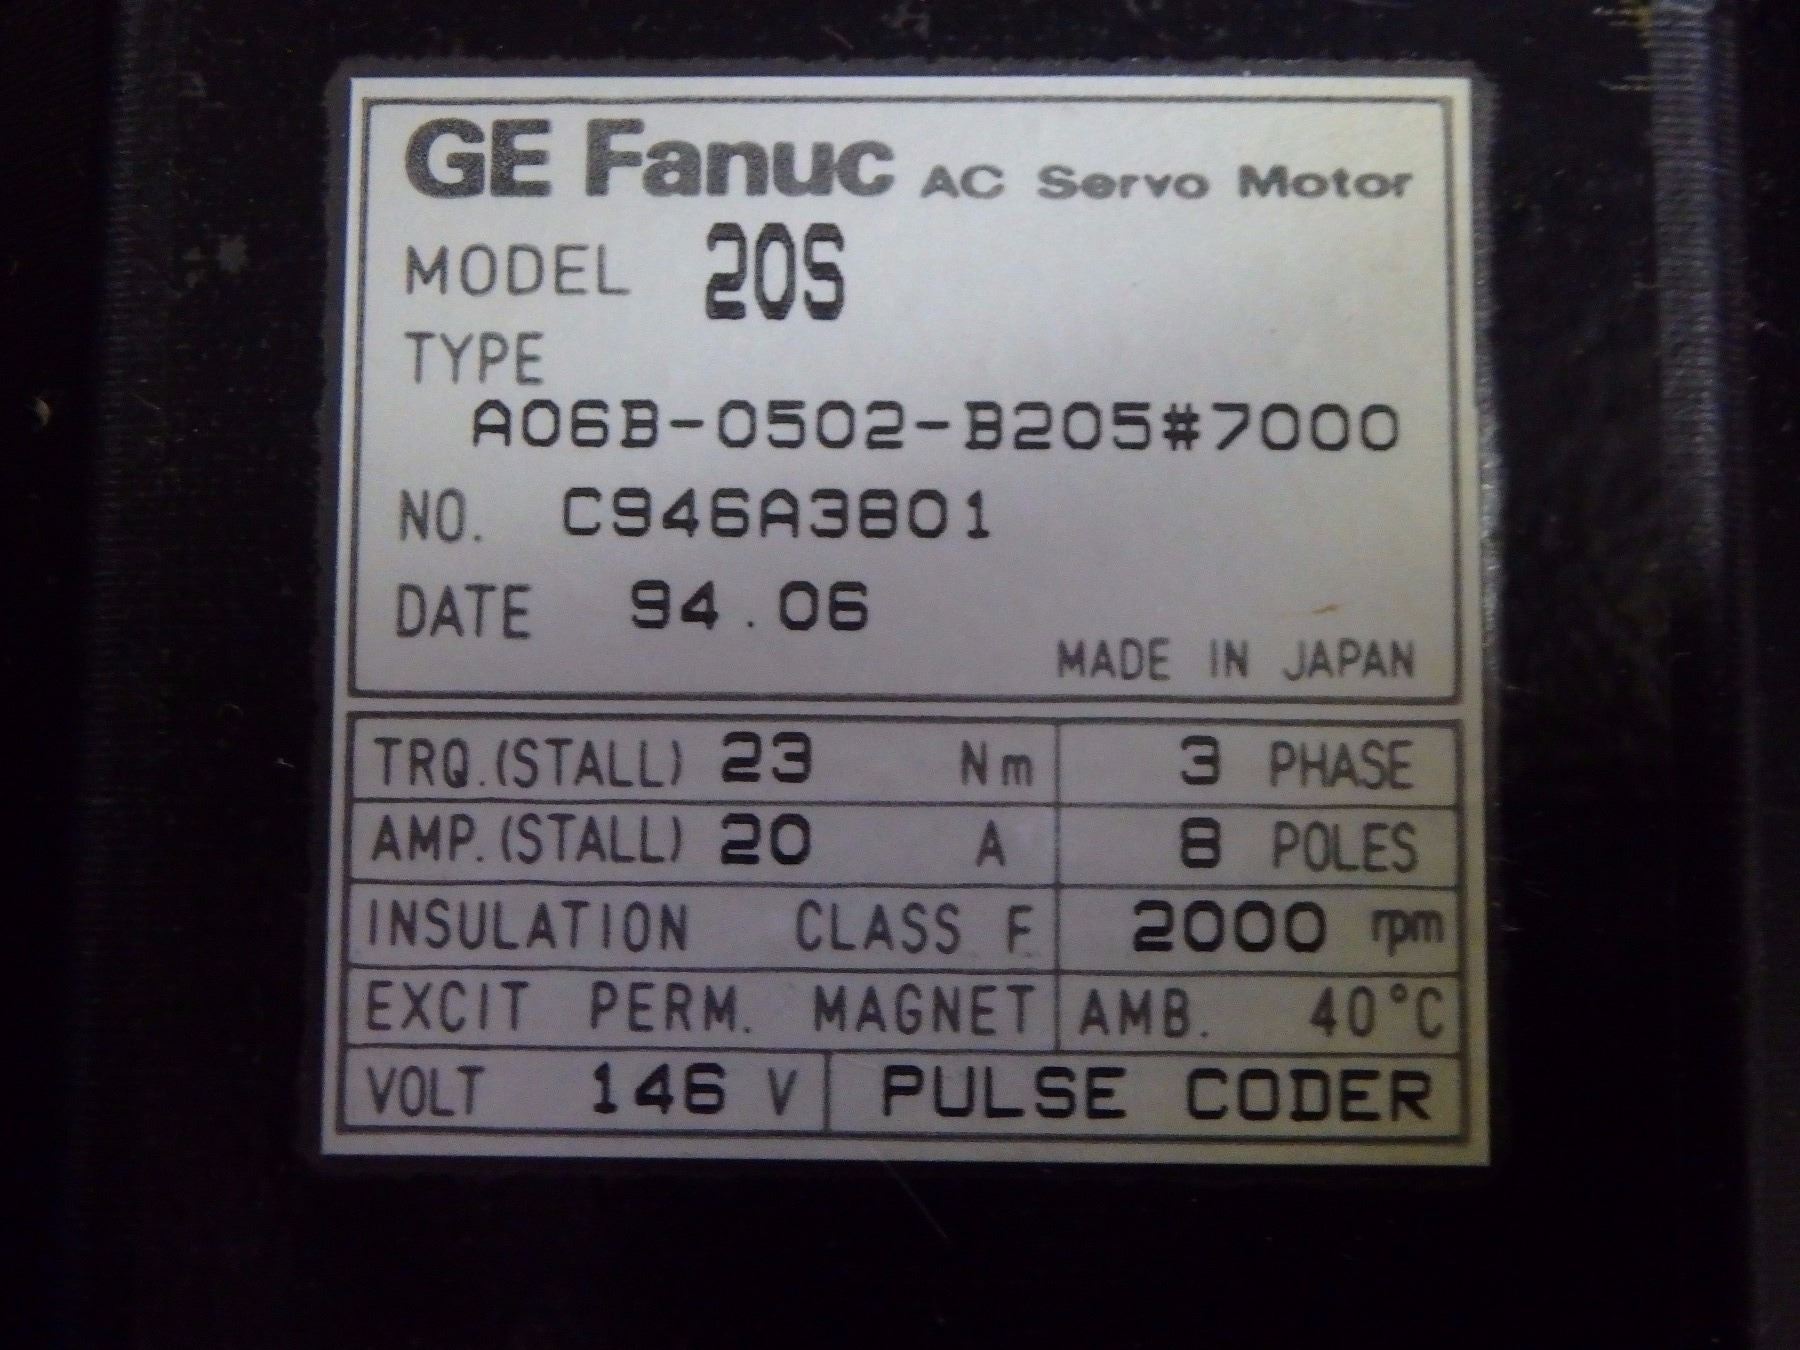 GE Fanuc AC Servo Motor
MODEL 20S
TYPE
A06B-0502-B205#7000
NO. C946A3801
DATE 94.06
MADE IN JAPAN
TRQ.(STALL) 23 Nm 3 PHASE
AMP.(STALL) 20 A 8 POLES
INSULATION CLASS F 2000 rpm
EXCIT PERM. MAGNET AMB. 40°C
VOLT 146 V PULSE CODER